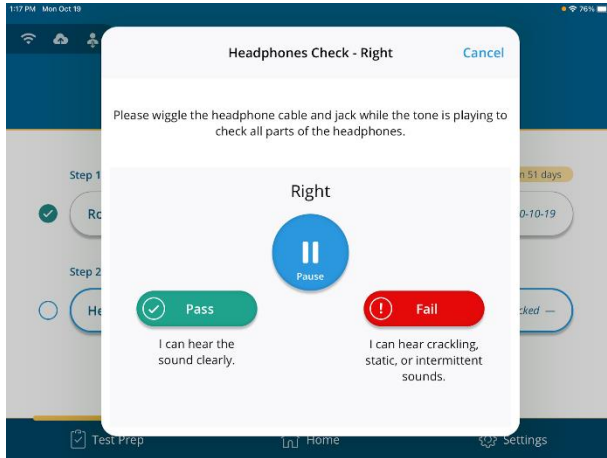 1:17 PM Mon Oct 19
76%
Headphones Check - Right
Cancel
Please wiggle the headphone cable and jack while the tone is playing to
check all parts of the headphones.
Step 1
n 51 days
Right
Ro
0-10-19
Pause
Step 2
Pass
Fail
He
cked —
I can hear the
sound clearly.
I can hear crackling,
static, or intermittent
sounds.
Test Prep
Home
Settings